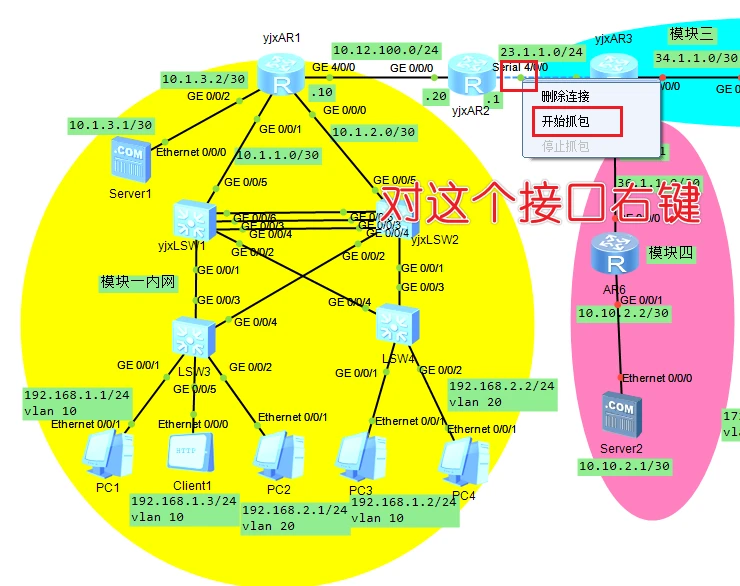 模块三
yjxAR1
yjxAR3
10.12.100.0/24
23.1.1.0/24
34.1.1.0/30
GE 4/0/0
GE 0/0/0
Serial 4/0/0
10.1.3.2/30
R
R
GE 0/0/2
.10
GE 0/0/0
.20
.1
yjxAR2
删除连接
开始抓包
停止抓包
/0/0
GE 0
10.1.3.1/30
GE 0/0/1
10.1.2.0/30
.COM
Ethernet 0/0/0
10.1.1.0/30
Server1
GE 0/0/5
GE 0/0/5
36.1.1.0/30
对这个接口右键
GE 0/0/6
GE 0/0/3
GE 0/0/3
GE 0/0/4
GE 0/0/4
yjxLSW1
yjxLSW2
GE 0/0/2
GE 0/0/2
模块四
R
模块一内网
GE 0/0/1
GE 0/0/1
GE 0/0/3
GE 0/0/3
AR6
GE 0/0/1
GE 0/0/4
GE 0/0/4
10.10.2.2/30
LSW3
LSW4
GE 0/0/1
GE 0/0/2
GE 0/0/1
GE 0/0/2
GE 0/0/5
Ethernet 0/0/0
192.168.1.1/24
vlan 10
192.168.2.2/24
vlan 20
.COM
Ethernet 0/0/1
Ethernet 0/0/0
Ethernet 0/0/1
Ethernet 0/0/1
Ethernet 0/0/1
HTTP
Server2
10.10.2.1/30
PC1
Client1
PC2
PC3
PC4
192.168.1.3/24
vlan 10
192.168.2.1/24
vlan 20
192.168.1.2/24
vlan 10